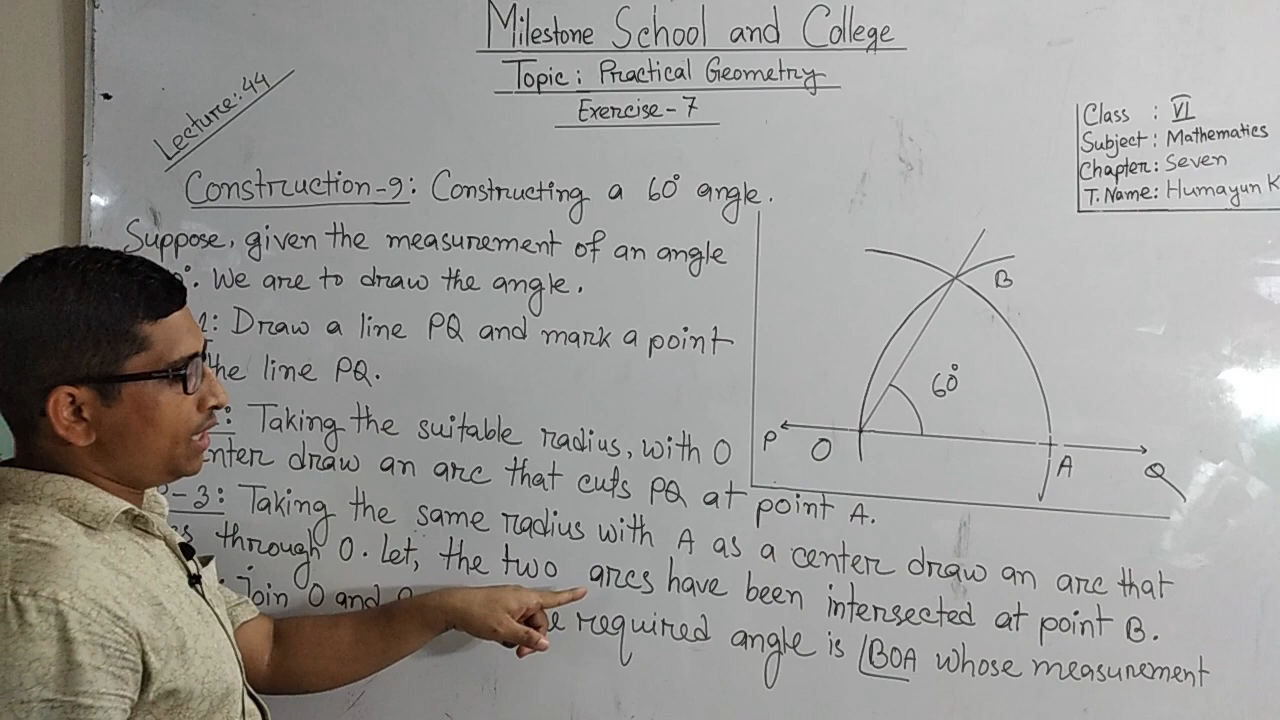 Milestone School and College
Topic: Practical Geometry
Exercise-7
Lecture: 44
Class : VI
Subject: Mathematics
Chapter: Seven
T. Name: Humayun K
Construction-9: Constructing a 60° angle.
Suppose, given the measurement of an angle
°. We are to draw the angle.
1: Draw a line PQ and mark a point
the line PQ.
: Taking the suitable radius, with O
draw an arc that cuts PQ at point A.
-3: Taking the same radius with A as a center draw an arc that
through O. Let, the two arcs have been intersected at point B.
: Join O and
required angle is ∠BOA whose measurement
B
60°
P
O
A
Q